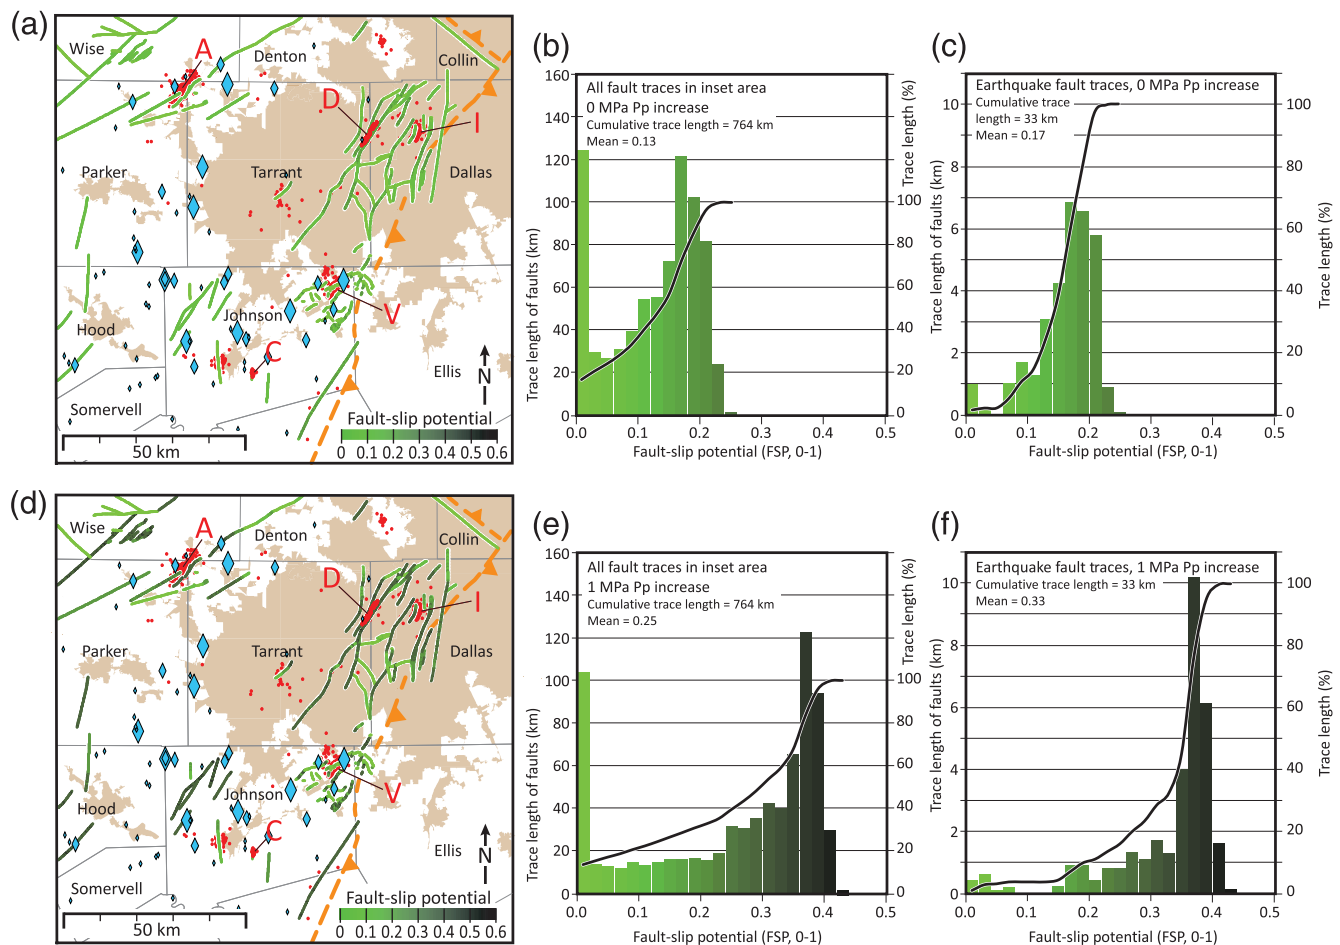 (a)
Wise
A
Denton
Collin
D
I
Parker
Tarrant
Dallas
Johnson
V
Hood
C
Ellis
N
Somervell
Fault-slip potential
0 0.1 0.2 0.3 0.4 0.5 0.6
50 km
(b)
All fault traces in inset area
0 MPa Pp increase
Cumulative trace length = 764 km
Mean = 0.13
160
140
120
100
80
60
40
20
0
Trace length of faults (km)
100
80
60
40
20
0
Trace length (%)
0.0 0.1 0.2 0.3 0.4 0.5
Fault-slip potential (FSP, 0-1)
(c)
Earthquake fault traces, 0 MPa Pp increase
Cumulative trace
length = 33 km
Mean = 0.17
10
8
6
4
2
0
Trace length of faults (km)
100
80
60
40
20
0
Trace length (%)
0.0 0.1 0.2 0.3 0.4 0.5
Fault-slip potential (FSP, 0-1)
(d)
Wise
A
Denton
Collin
D
I
Parker
Tarrant
Dallas
Johnson
V
Hood
C
Ellis
N
Somervell
Fault-slip potential
0 0.1 0.2 0.3 0.4 0.5 0.6
50 km
(e)
All fault traces in inset area
1 MPa Pp increase
Cumulative trace length = 764 km
Mean = 0.25
160
140
120
100
80
60
40
20
0
Trace length of faults (km)
100
80
60
40
20
0
Trace length (%)
0.0 0.1 0.2 0.3 0.4 0.5
Fault-slip potential (FSP, 0-1)
(f)
Earthquake fault traces, 1 MPa Pp increase
Cumulative trace length = 33 km
Mean = 0.33
10
8
6
4
2
0
Trace length of faults (km)
100
80
60
40
20
0
Trace length (%)
0.0 0.1 0.2 0.3 0.4 0.5
Fault-slip potential (FSP, 0-1)